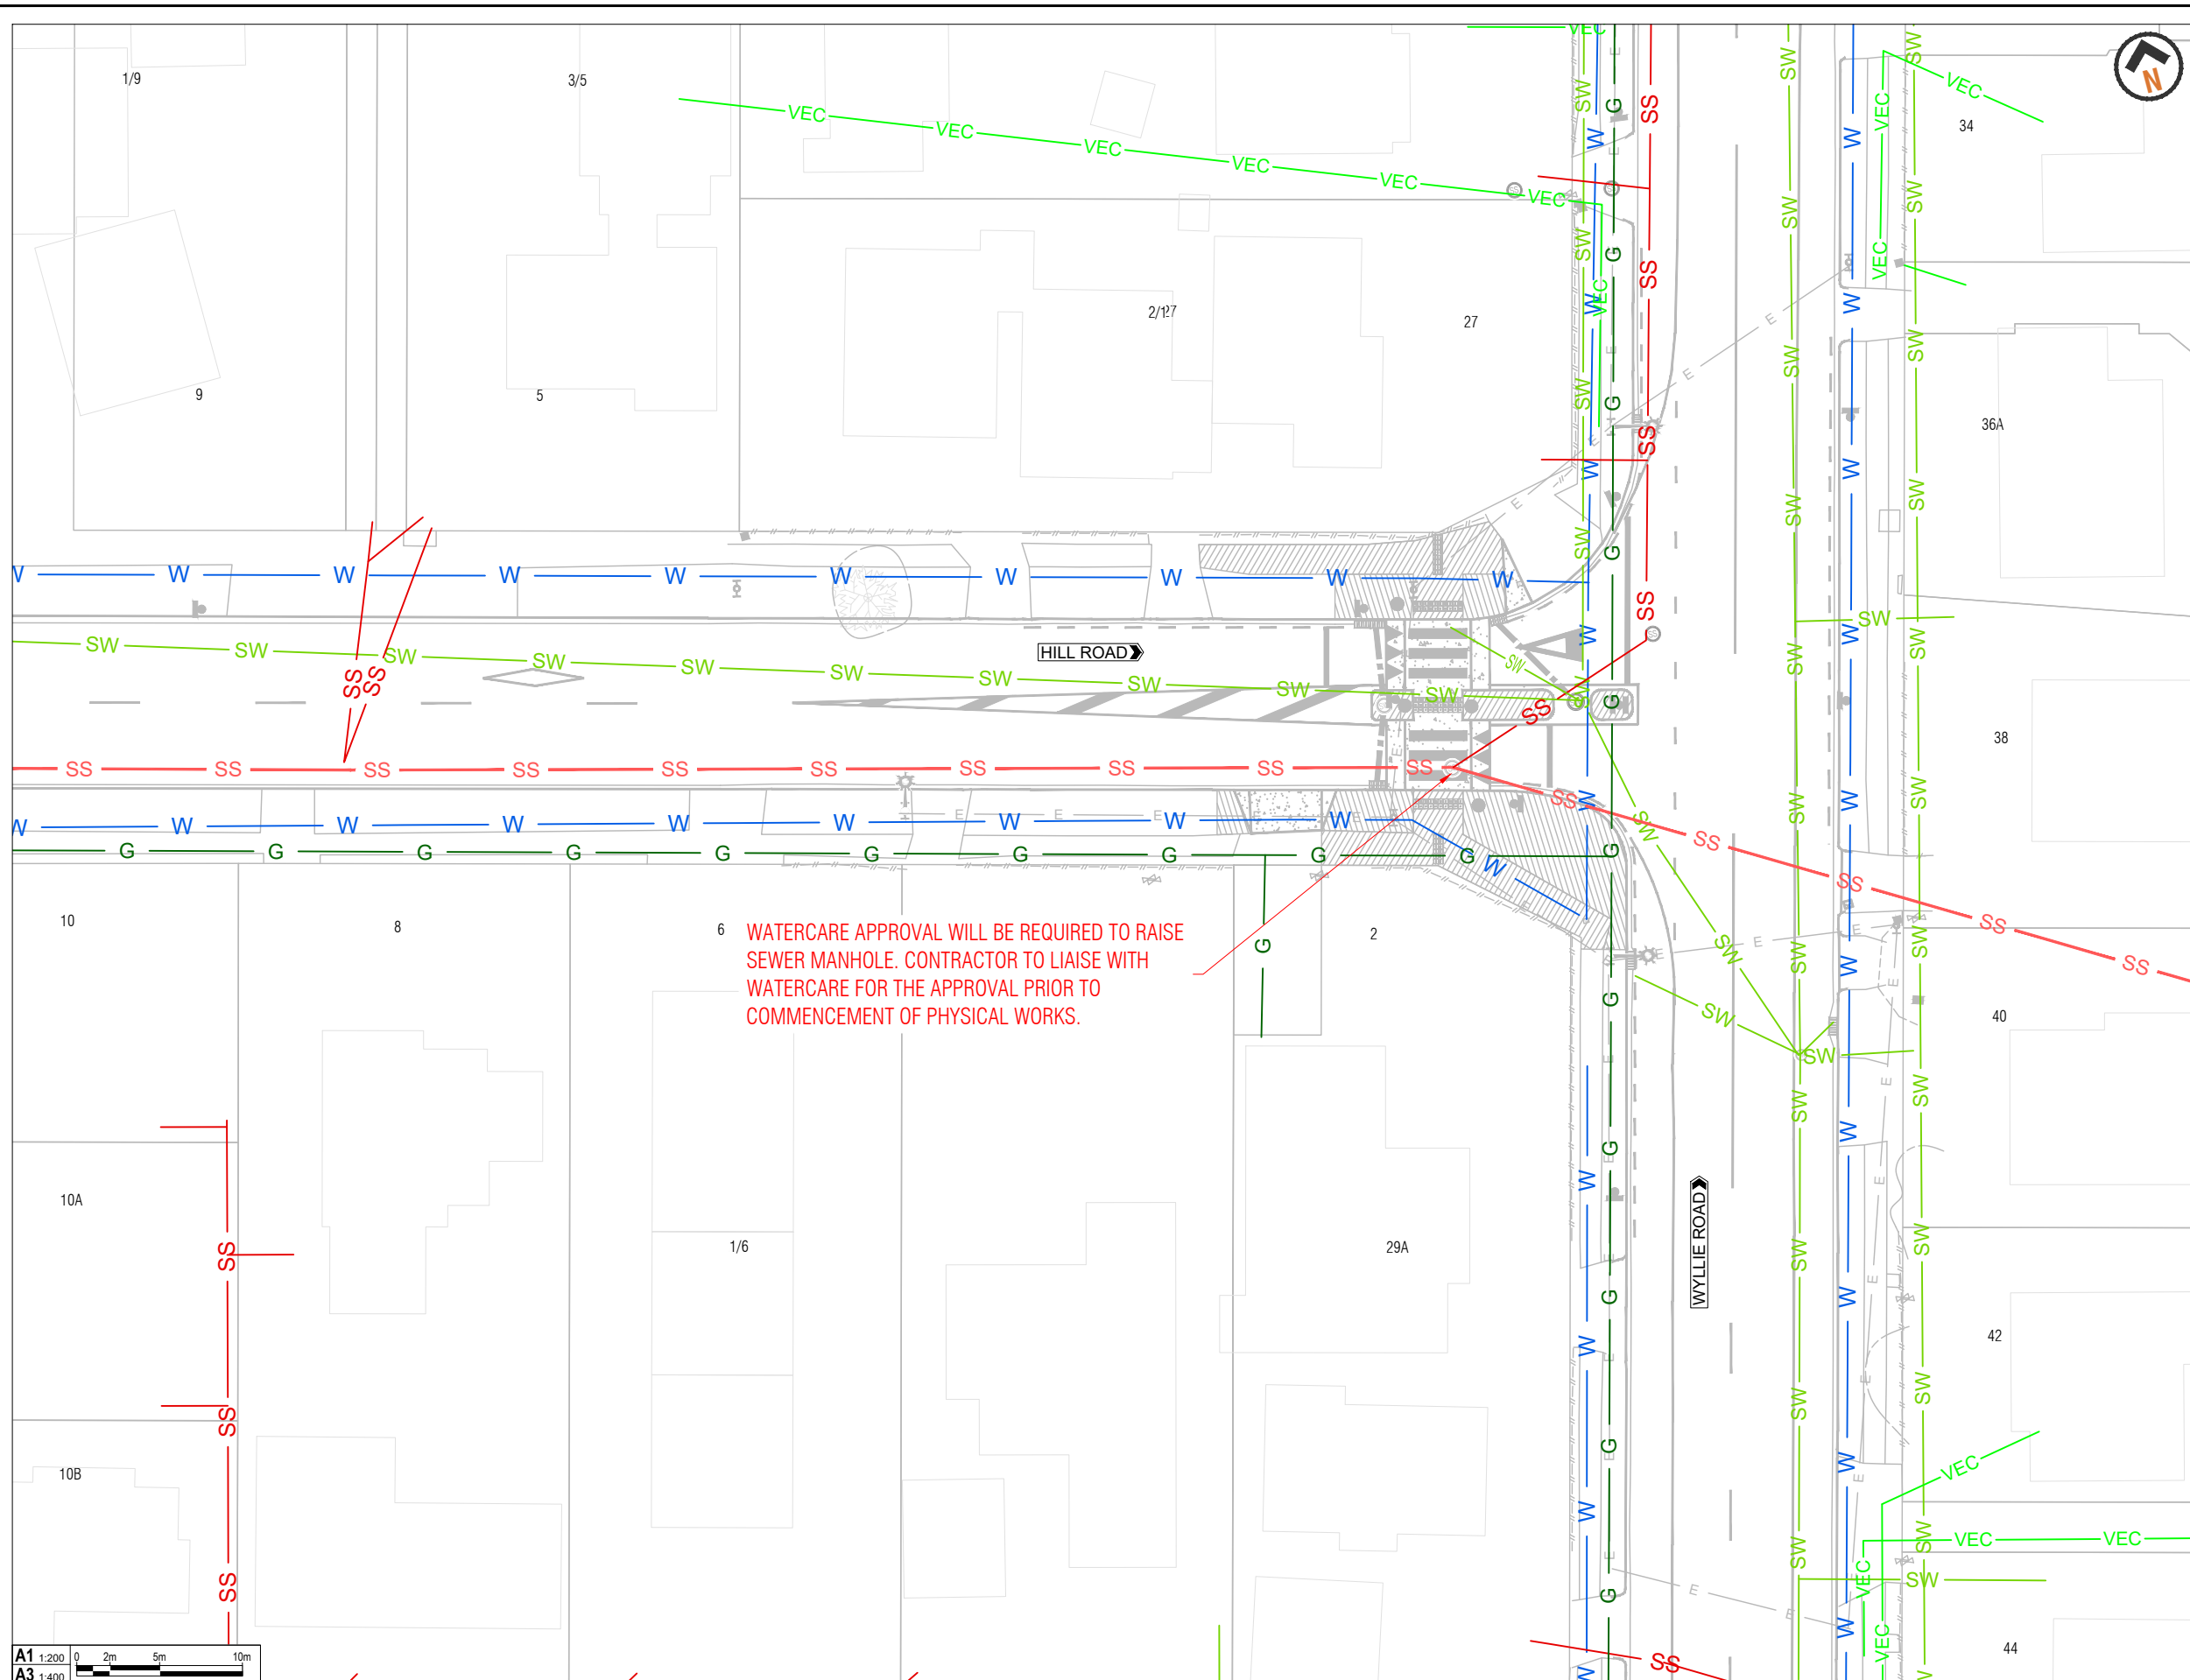 1/9
3/5
34
9
5
2/1
27
36A
HILL ROAD
38
10
8
6
2
WATERCARE APPROVAL WILL BE REQUIRED TO RAISE
SEWER MANHOLE. CONTRACTOR TO LIAISE WITH
WATERCARE FOR THE APPROVAL PRIOR TO
COMMENCEMENT OF PHYSICAL WORKS.
40
10A
1/6
29A
WYLLIE ROAD
42
10B
44
N
VEC VEC VEC VEC VEC VEC
W W W W W W W W W W
SW SW SW SW SW SW SW SW SW SW
SS SS SS SS SS SS SS SS SS SS
W W W W W W W W W
G G G G G G G G G G
A1 1:200 0 2m 5m 10m
A3 1:400